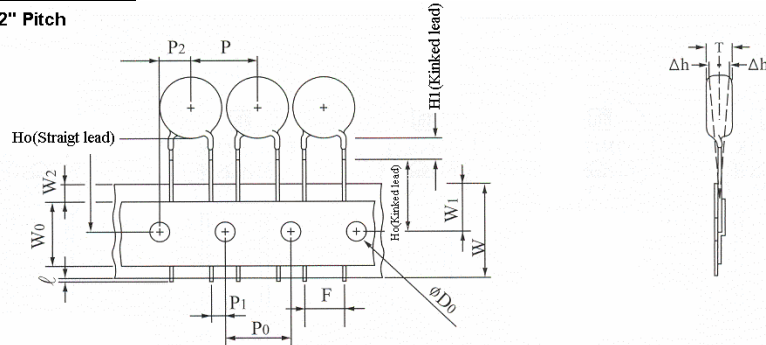 2" Pitch
P2
P
H1(Kinked lead)
T
Δh
Δh
Ho(Straigt lead)
W2
W0
Ho(Kinked lead)
W1
W
ℓ
P1
F
øD0
P0